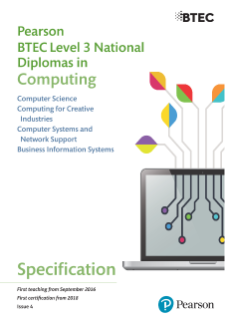 BTEC
Pearson
BTEC Level 3 National
Diplomas in
Computing
Computer Science
Computing for Creative
Industries
Computer Systems and
Network Support
Business Information Systems
Specification
First teaching from September 2016
First certification from 2018
Issue 4
Pearson